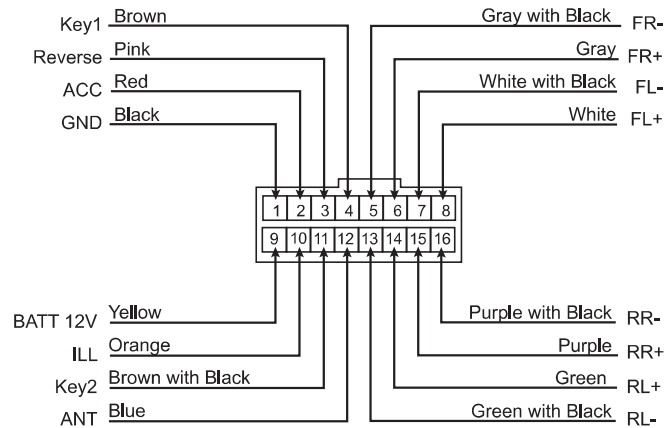 Key1 Brown Gray with Black FR-
Reverse Pink Gray FR+
ACC Red White with Black FL-
GND Black White FL+
1 2 3 4 5 6 7 8
9 10 11 12 13 14 15 16
BATT 12V Yellow Purple with Black RR-
ILL Orange Purple RR+
Key2 Brown with Black Green RL+
ANT Blue Green with Black RL-